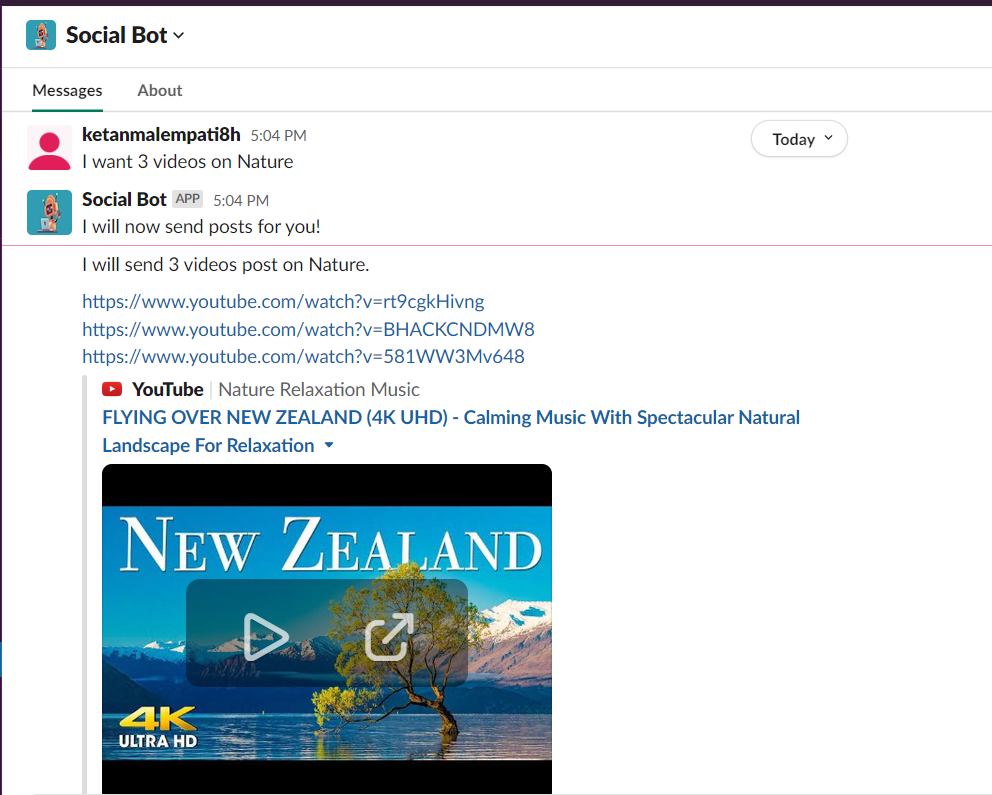 Social Bot
Messages About
ketanmalempati8h 5:04 PM
Today
I want 3 videos on Nature
Social Bot APP 5:04 PM
I will now send posts for you!
I will send 3 videos post on Nature.
https://www.youtube.com/watch?v=rt9cgkHivng
https://www.youtube.com/watch?v=BHACKCNDMW8
https://www.youtube.com/watch?v=581WW3Mv648
YouTube Nature Relaxation Music
FLYING OVER NEW ZEALAND (4K UHD) - Calming Music With Spectacular Natural
Landscape For Relaxation
NEW ZEALAND
4K
ULTRA HD